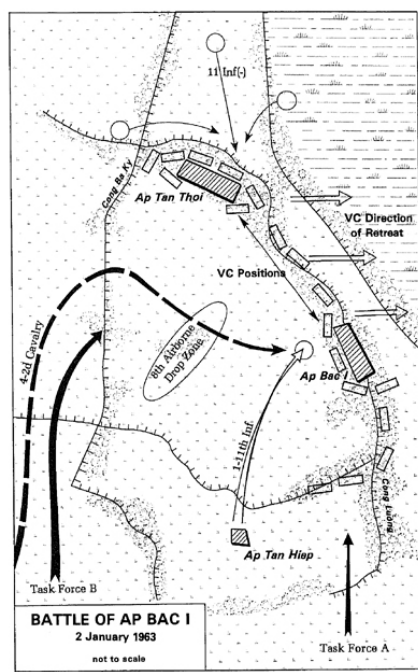 11 Inf(-)
Cong Ba Ky
Ap Tan Thoi
VC Direction
of Retreat
VC Positions
4-2d Cavalry
8th Airborne
Drop Zone
Ap Bac I
1-11th Inf.
Cong Luong
Ap Tan Hiep
Task Force B
BATTLE OF AP BAC I
2 January 1963
not to scale
Task Force A